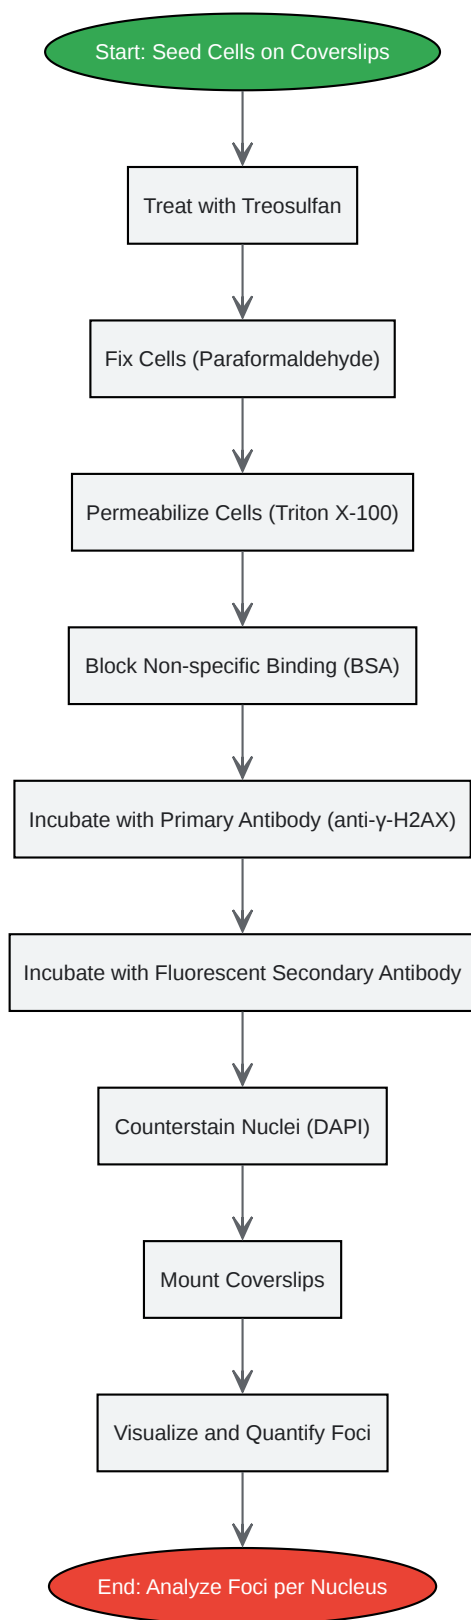 Start: Seed Cells on Coverslips
Treat with Treosulfan
Fix Cells (Paraformaldehyde)
Permeabilize Cells (Triton X-100)
Block Non-specific Binding (BSA)
Incubate with Primary Antibody (anti-γ-H2AX)
Incubate with Fluorescent Secondary Antibody
Counterstain Nuclei (DAPI)
Mount Coverslips
Visualize and Quantify Foci
End: Analyze Foci per Nucleus